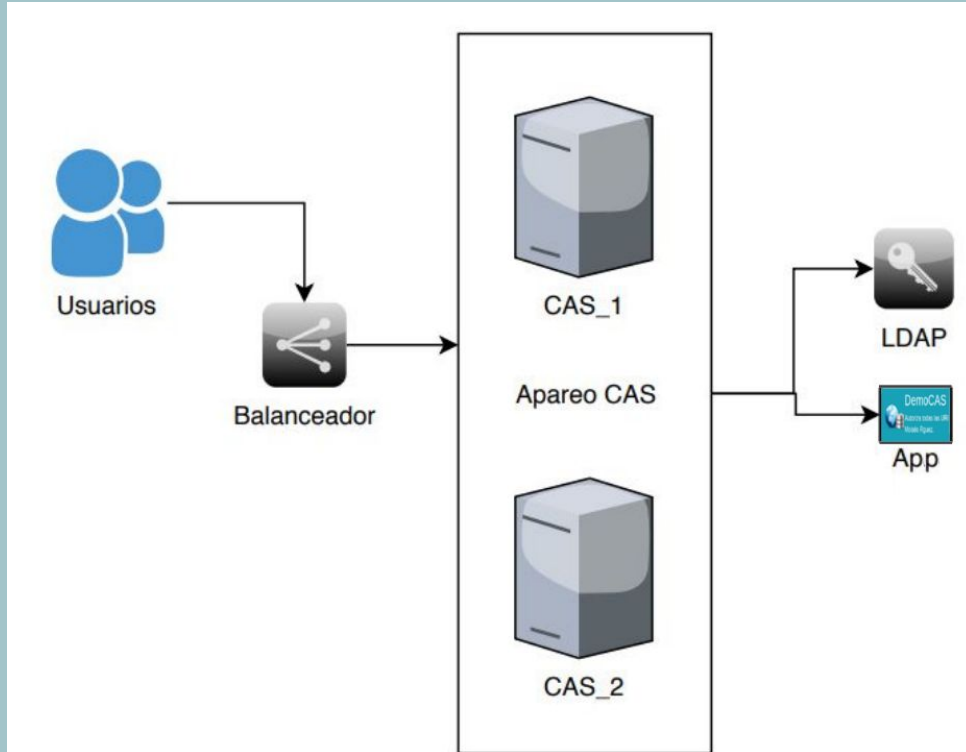 Usuarios
Balanceador
CAS_1
Apareo CAS
CAS_2
LDAP
DemoCAS
App